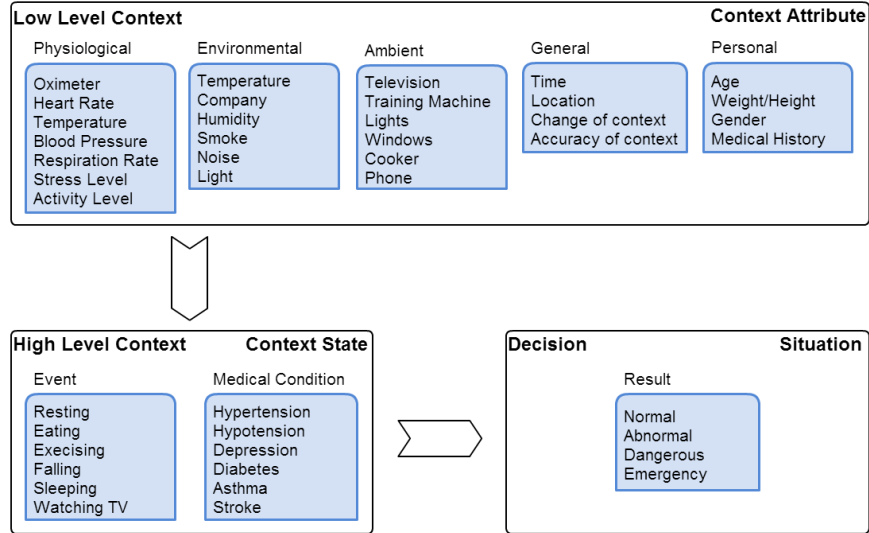 Low Level Context
Context Attribute
Physiological
Oximeter
Heart Rate
Temperature
Blood Pressure
Respiration Rate
Stress Level
Activity Level
Environmental
Temperature
Company
Humidity
Smoke
Noise
Light
Ambient
Television
Training Machine
Lights
Windows
Cooker
Phone
General
Time
Location
Change of context
Accuracy of context
Personal
Age
Weight/Height
Gender
Medical History
High Level Context
Context State
Event
Resting
Eating
Execising
Falling
Sleeping
Watching TV
Medical Condition
Hypertension
Hypotension
Depression
Diabetes
Asthma
Stroke
Decision
Situation
Result
Normal
Abnormal
Dangerous
Emergency